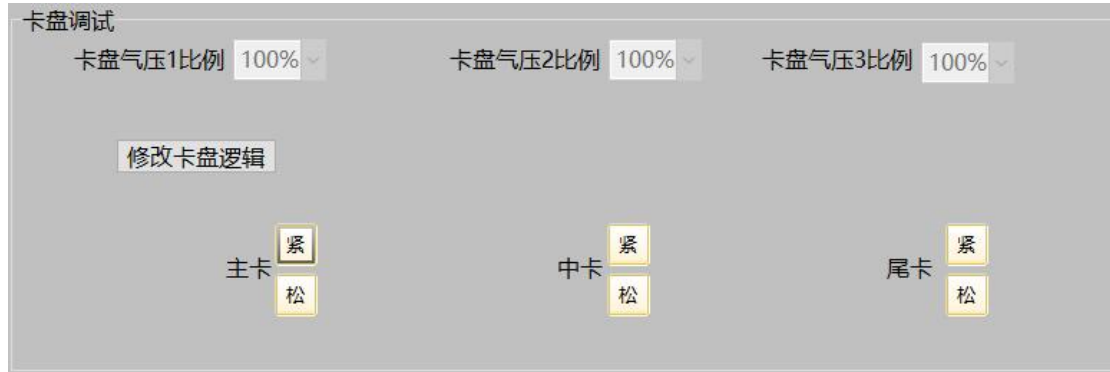 卡盘调试
卡盘气压1比例 100% 卡盘气压2比例 100% 卡盘气压3比例 100%
修改卡盘逻辑
紧 紧 紧
主卡 中卡 尾卡
松 松 松